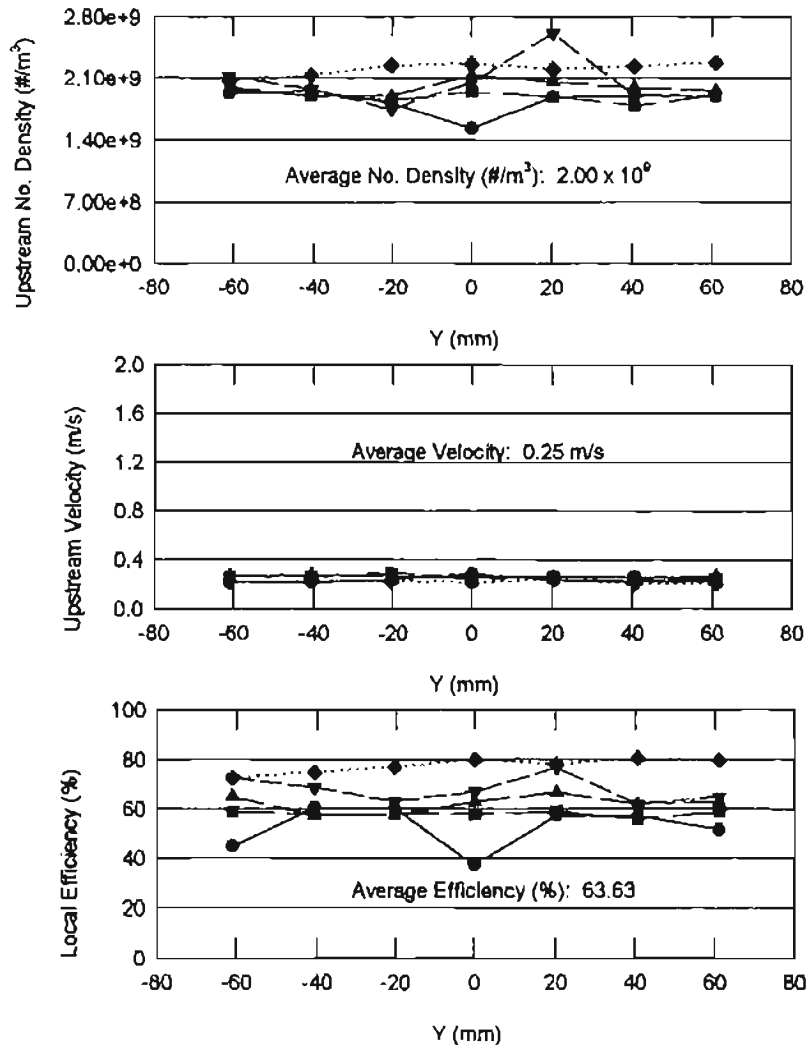 Upstream No. Density (#/m³)
2.80e+9
2.10e+9
1.40e+9
7.00e+8
0.00e+0
Average No. Density (#/m³): 2.00 x 10⁹
-80 -60 -40 -20 0 20 40 60 80
Y (mm)
Upstream Velocity (m/s)
2.0
1.6
1.2
0.8
0.4
0.0
Average Velocity: 0.25 m/s
-80 -60 -40 -20 0 20 40 60 80
Y (mm)
Local Efficiency (%)
100
80
60
40
20
0
Average Efficiency (%): 63.63
-80 -60 -40 -20 0 20 40 60 80
Y (mm)